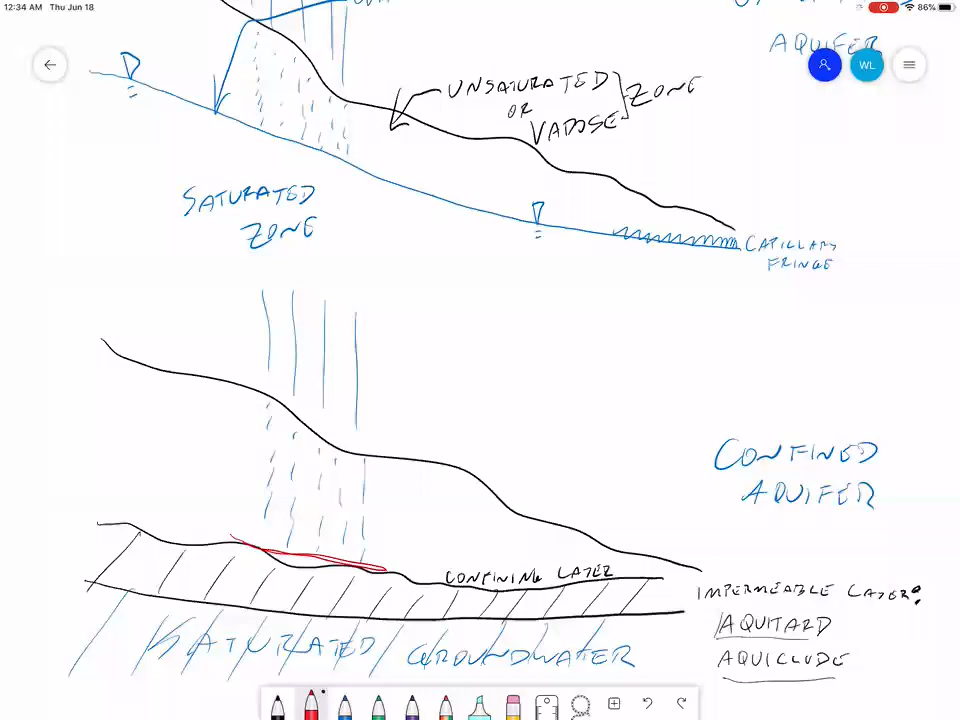 12:34 AM Thu Jun 18
86%
AQUIFER
WL
UNSATURATED
OR
VADOSE
ZONE
SATURATED
ZONE
CAPILLARY
FRINGE
CONFINED
AQUIFER
CONFINING LAYER
IMPERMEABLE LAYER:
AQUITARD
AQUICLUDE
SATURATED GROUNDWATER